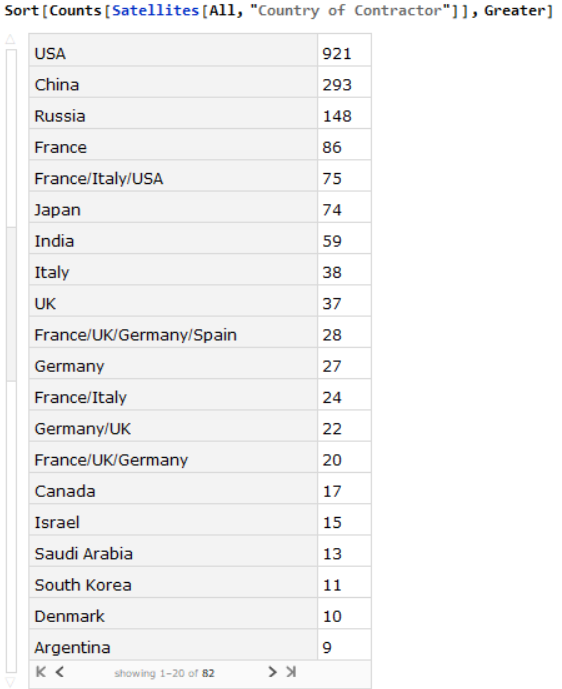 Sort[Counts[Satellites[All, "Country of Contractor"]], Greater]
USA 921
China 293
Russia 148
France 86
France/Italy/USA 75
Japan 74
India 59
Italy 38
UK 37
France/UK/Germany/Spain 28
Germany 27
France/Italy 24
Germany/UK 22
France/UK/Germany 20
Canada 17
Israel 15
Saudi Arabia 13
South Korea 11
Denmark 10
Argentina 9
showing 1–20 of 82